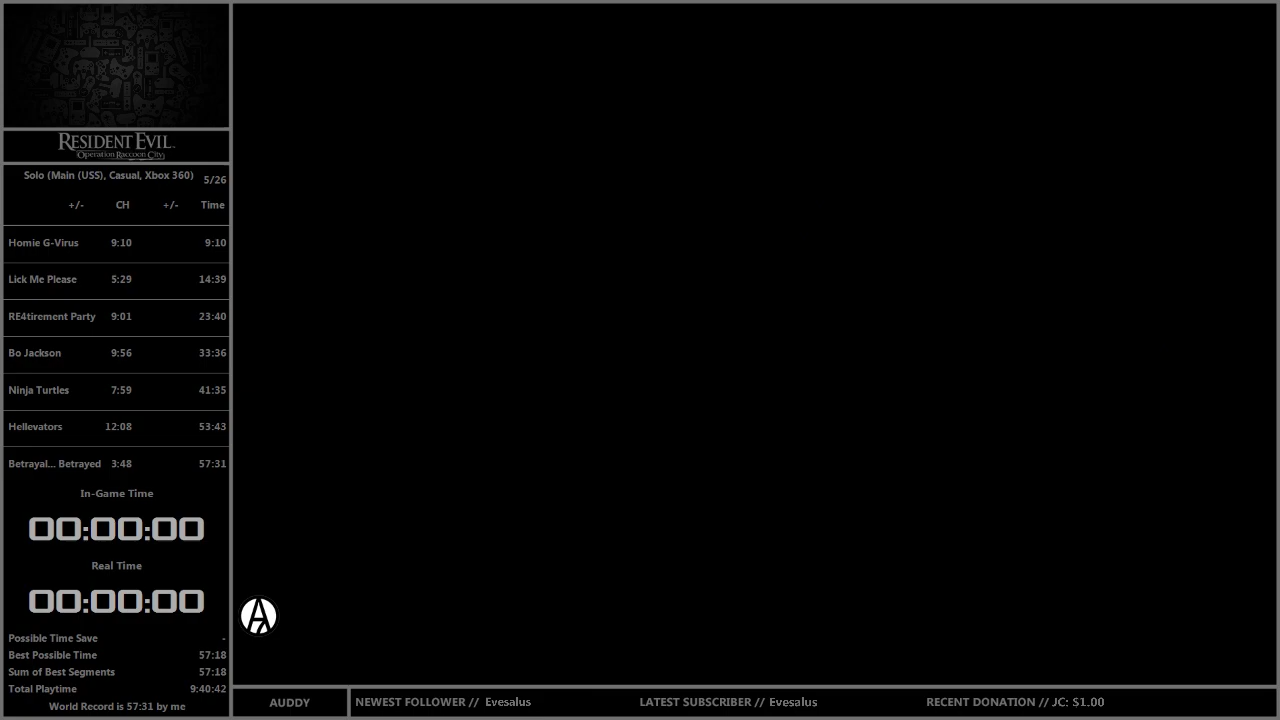 RESIDENT EVIL
Operation Raccoon City
Solo (Main (USS), Casual, Xbox 360) 5/26
+/- CH +/- Time
Homie G-Virus 9:10 9:10
Lick Me Please 5:29 14:39
RE4tirement Party 9:01 23:40
Bo Jackson 9:56 33:36
Ninja Turtles 7:59 41:35
Hellevators 12:08 53:43
Betrayal... Betrayed 3:48 57:31
In-Game Time
00:00:00
Real Time
00:00:00
Possible Time Save -
Best Possible Time 57:18
Sum of Best Segments 57:18
Total Playtime 9:40:42
World Record is 57:31 by me
AUDDY NEWEST FOLLOWER // Evesalus LATEST SUBSCRIBER // Evesalus RECENT DONATION // JC: $1.00